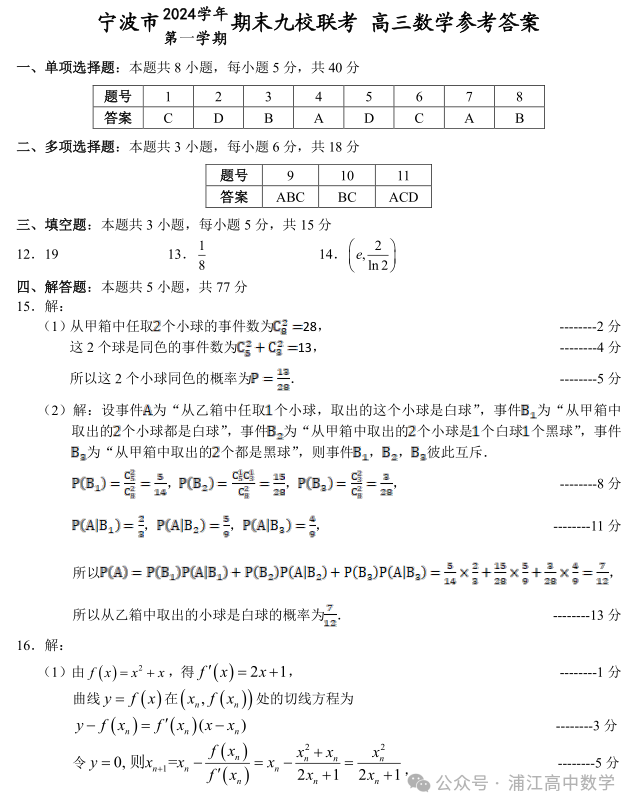 宁波市 2024学年第一学期 期末九校联考 高三数学参考答案
一、单项选择题：本题共 8 小题，每小题 5 分，共 40 分
题号 1 2 3 4 5 6 7 8
答案 C D B A D C A B
二、多项选择题：本题共 3 小题，每小题 6 分，共 18 分
题号 9 10 11
答案 ABC BC ACD
三、填空题：本题共 3 小题，每小题 5 分，共 15 分
12．19 13．1/8 14．(e, 2/ln2)
四、解答题：本题共 5 小题，共 77 分
15．解：
（1）从甲箱中任取2个小球的事件数为C₈²=28， --------2 分
这 2 个球是同色的事件数为C₅²+C₃²=13， --------4 分
所以这 2 个小球同色的概率为P=13/28. --------5 分
（2）解：设事件A为“从乙箱中任取1个小球，取出的这个小球是白球”，事件B₁为“从甲箱中
取出的2个小球都是白球”，事件B₂为“从甲箱中取出的2个小球是1个白球1个黑球”，事件
B₃为“从甲箱中取出的2个都是黑球”，则事件B₁，B₂，B₃彼此互斥.
P(B₁)=C₅²/C₈²=5/14，P(B₂)=C₅¹C₃¹/C₈²=15/28，P(B₃)=C₃²/C₈²=3/28， --------8 分
P(A|B₁)=2/3，P(A|B₂)=5/9，P(A|B₃)=4/9， --------11 分
所以P(A)=P(B₁)P(A|B₁)+P(B₂)P(A|B₂)+P(B₃)P(A|B₃)=5/14×2/3+15/28×5/9+3/28×4/9=7/12，
所以从乙箱中取出的小球是白球的概率为7/12. --------13 分
16．解：
（1）由 f(x)=x²+x，得 f′(x)=2x+1， --------1 分
曲线 y=f(x) 在(xₙ, f(xₙ))处的切线方程为
y−f(xₙ)=f′(xₙ)(x−xₙ) --------3 分
令 y=0, 则xₙ₊₁=xₙ−f(xₙ)/f′(xₙ)=xₙ−(xₙ²+xₙ)/(2xₙ+1)=xₙ²/(2xₙ+1)， --------5 分
公众号 · 浦江高中数学